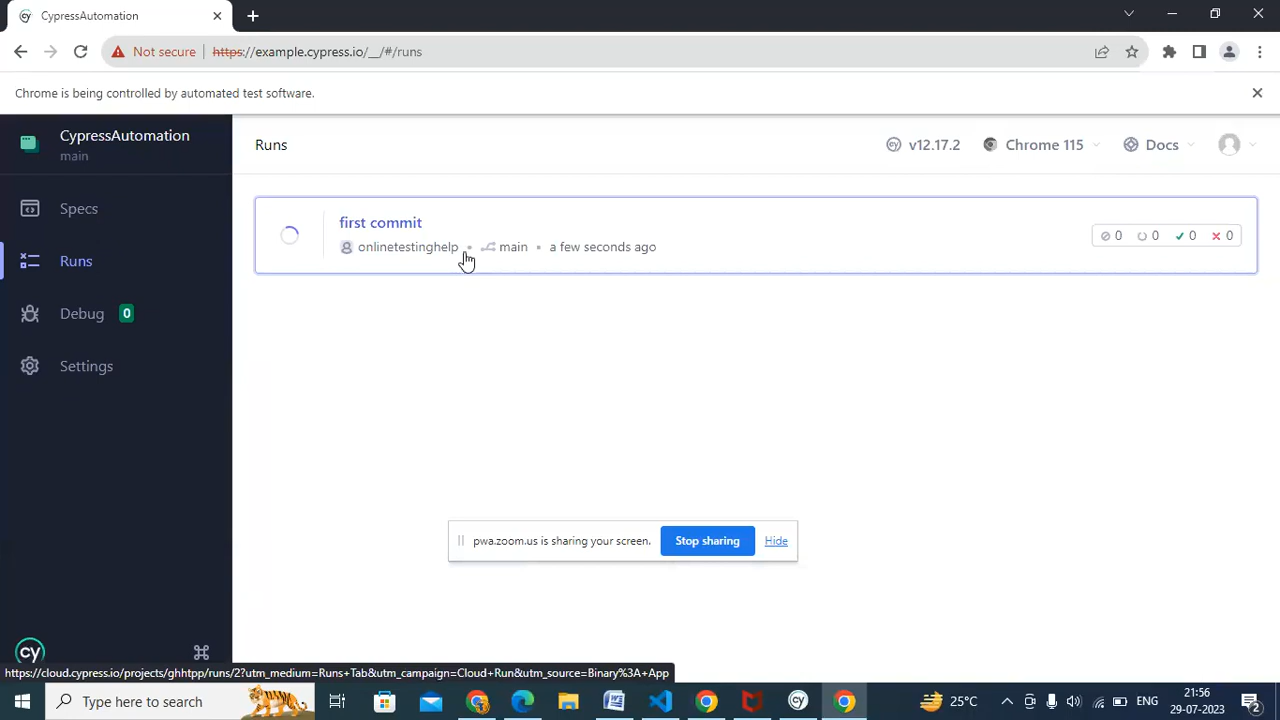 CypressAutomation
Not secure https://example.cypress.io/__/#/runs
Chrome is being controlled by automated test software.
CypressAutomation
main
Runs
v12.17.2
Chrome 115
Docs
Specs
Runs
Debug 0
Settings
first commit
onlinetestinghelp main a few seconds ago
0 0 0 0
pwa.zoom.us is sharing your screen. Stop sharing Hide
cy
https://cloud.cypress.io/projects/ghhtpp/runs/2?utm_medium=Runs+Tab&utm_campaign=Cloud+Run&utm_source=Binary%3A+App
Type here to search
25°C
ENG
21:56
29-07-2023
2